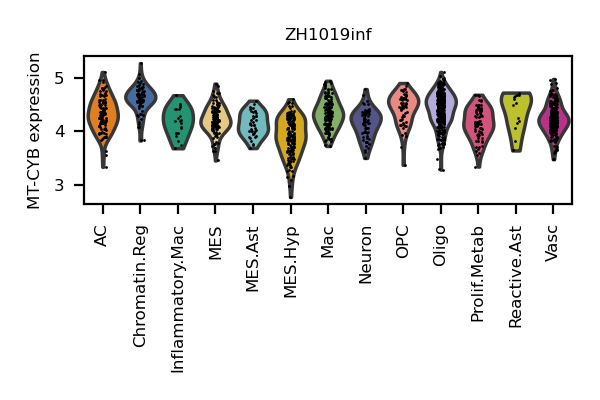 ZH1019inf
MT-CYB expression
5
4
3
AC
Chromatin.Reg
Inflammatory.Mac
MES
MES.Ast
MES.Hyp
Mac
Neuron
OPC
Oligo
Prolif.Metab
Reactive.Ast
Vasc